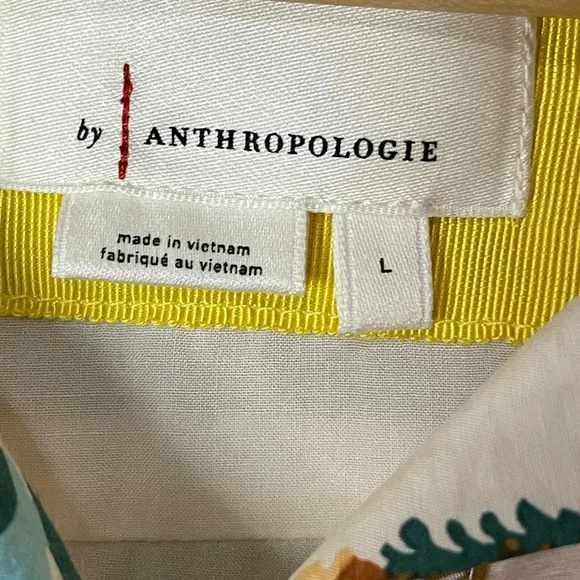 by ANTHROPOLOGIE
made in vietnam
fabriqué au vietnam
L